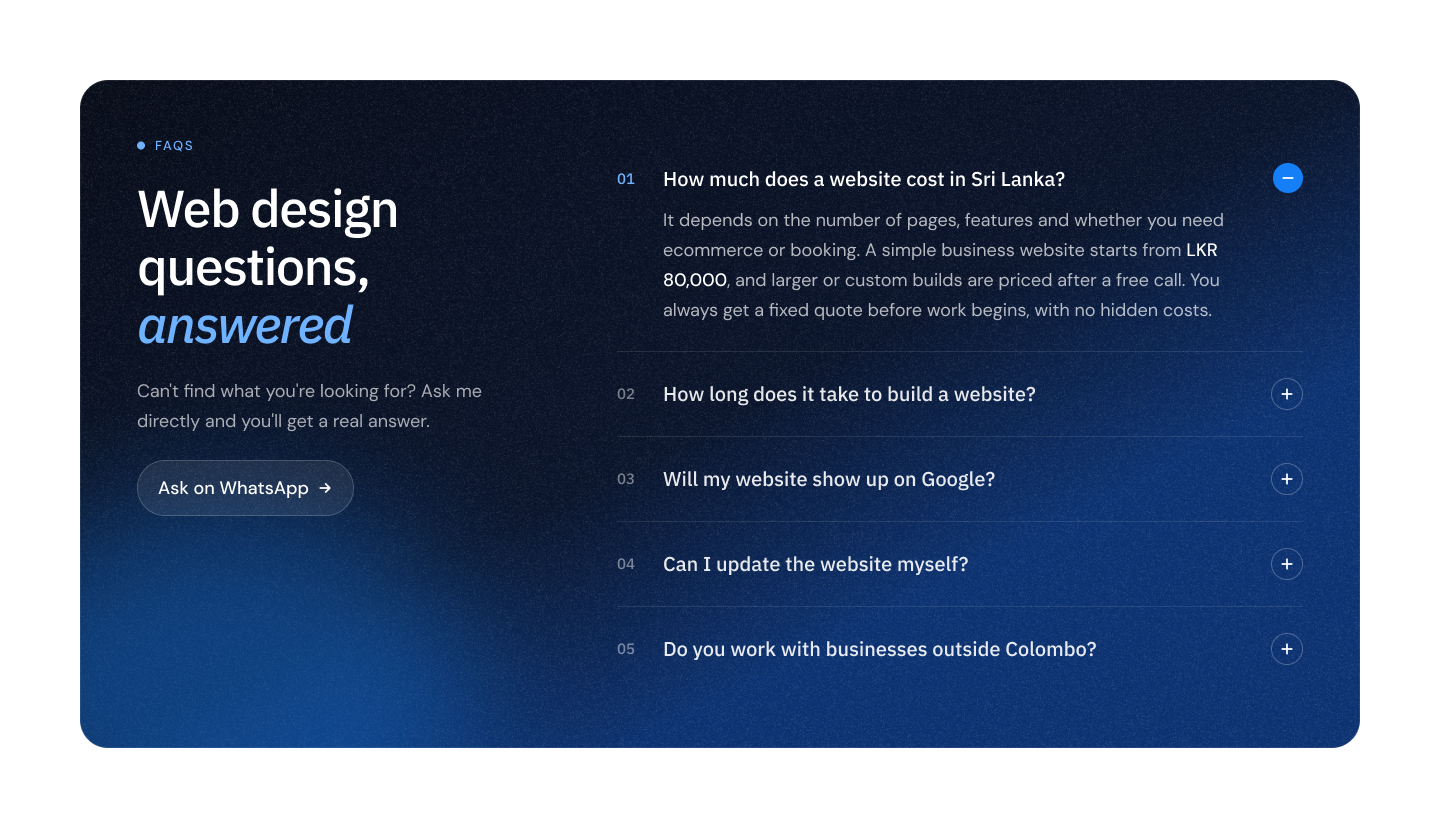 FAQS
Web design
questions,
answered
Can't find what you're looking for? Ask me
directly and you'll get a real answer.
Ask on WhatsApp →
01 How much does a website cost in Sri Lanka?
It depends on the number of pages, features and whether you need
ecommerce or booking. A simple business website starts from LKR
80,000, and larger or custom builds are priced after a free call. You
always get a fixed quote before work begins, with no hidden costs.
02 How long does it take to build a website?
03 Will my website show up on Google?
04 Can I update the website myself?
05 Do you work with businesses outside Colombo?